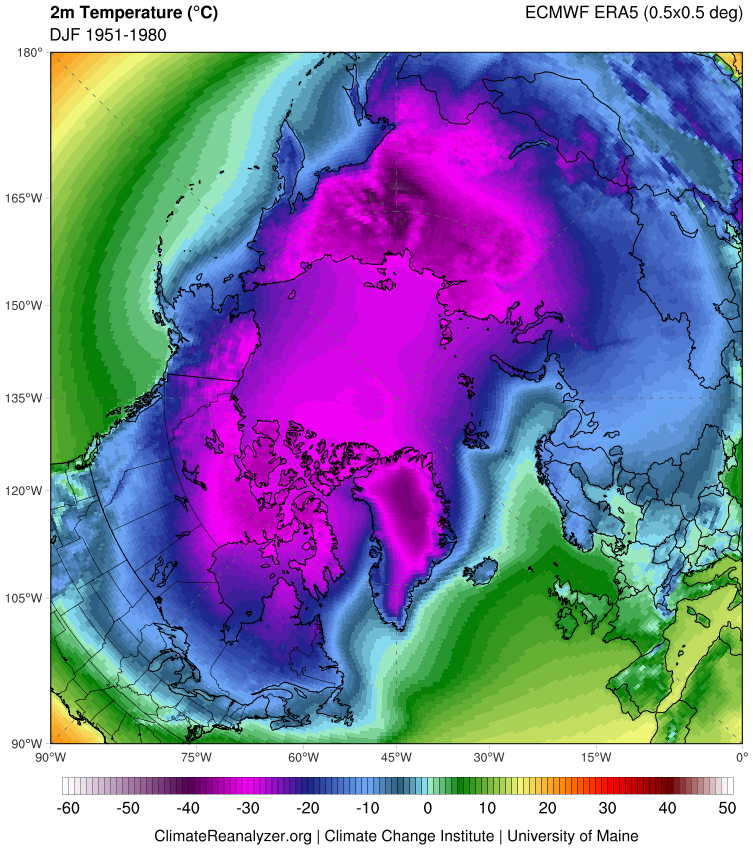 2m Temperature (°C)
ECMWF ERA5 (0.5x0.5 deg)
DJF 1951-1980
180°
165°W
150°W
135°W
120°W
105°W
90°W
90°W 75°W 60°W 45°W 30°W 15°W 0°
-60 -50 -40 -30 -20 -10 0 10 20 30 40 50
ClimateReanalyzer.org | Climate Change Institute | University of Maine